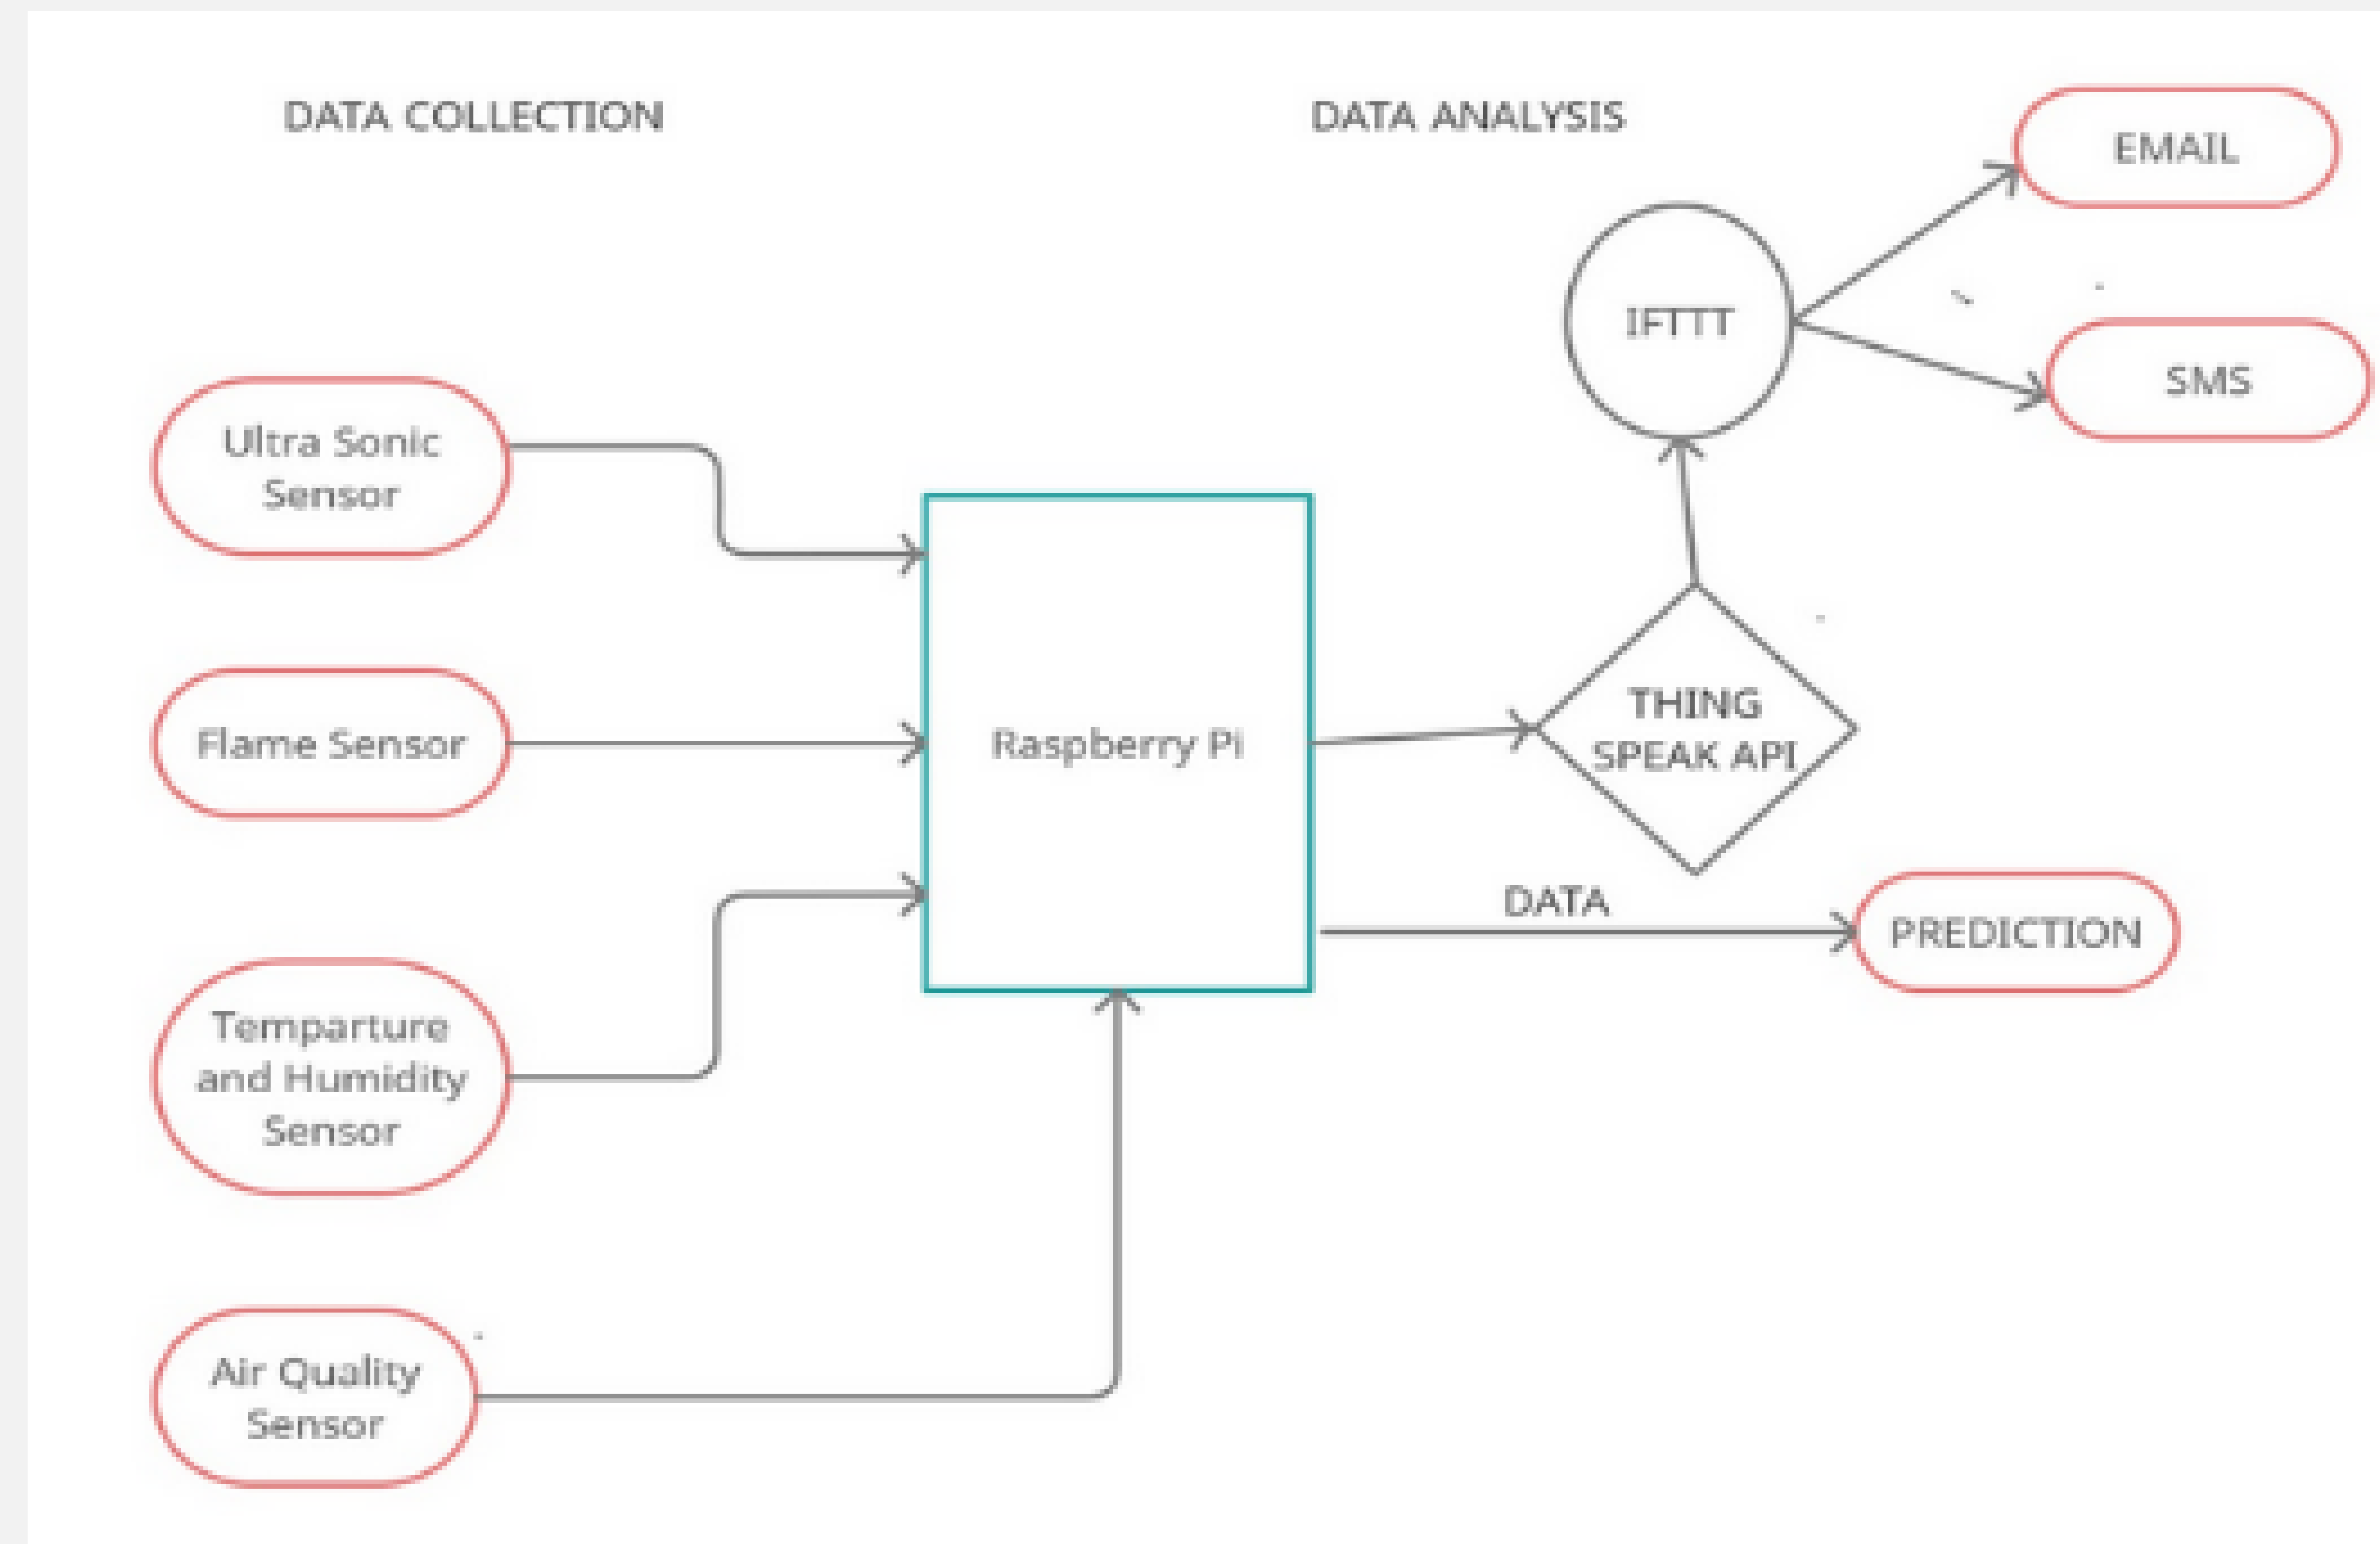 DATA COLLECTION
DATA ANALYSIS
EMAIL
IFTTT
SMS
Ultra Sonic
Sensor
Flame Sensor
Raspberry Pi
THING
SPEAK API
DATA
PREDICTION
Temparture
and Humidity
Sensor
Air Quality
Sensor